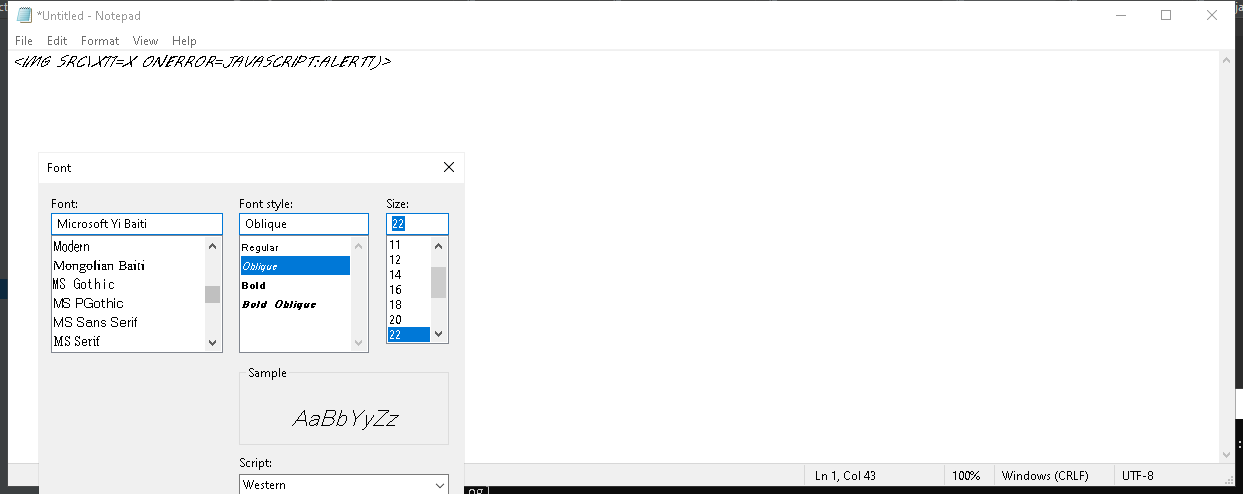 *Untitled - Notepad
File Edit Format View Help
<IMG SRC\XTT=X ONERROR=JAVASCRIPT:ALERTT)>
Font
Font: Font style: Size:
Microsoft Yi Baiti Oblique 22
Modern Regular 11
Mongolian Baiti Oblique 12
MS Gothic Bold 14
MS PGothic Bold Oblique 16
MS Sans Serif 18
MS Serif 20
22
Sample
AaBbYyZz
Script:
Western
Ln 1, Col 43 100% Windows (CRLF) UTF-8